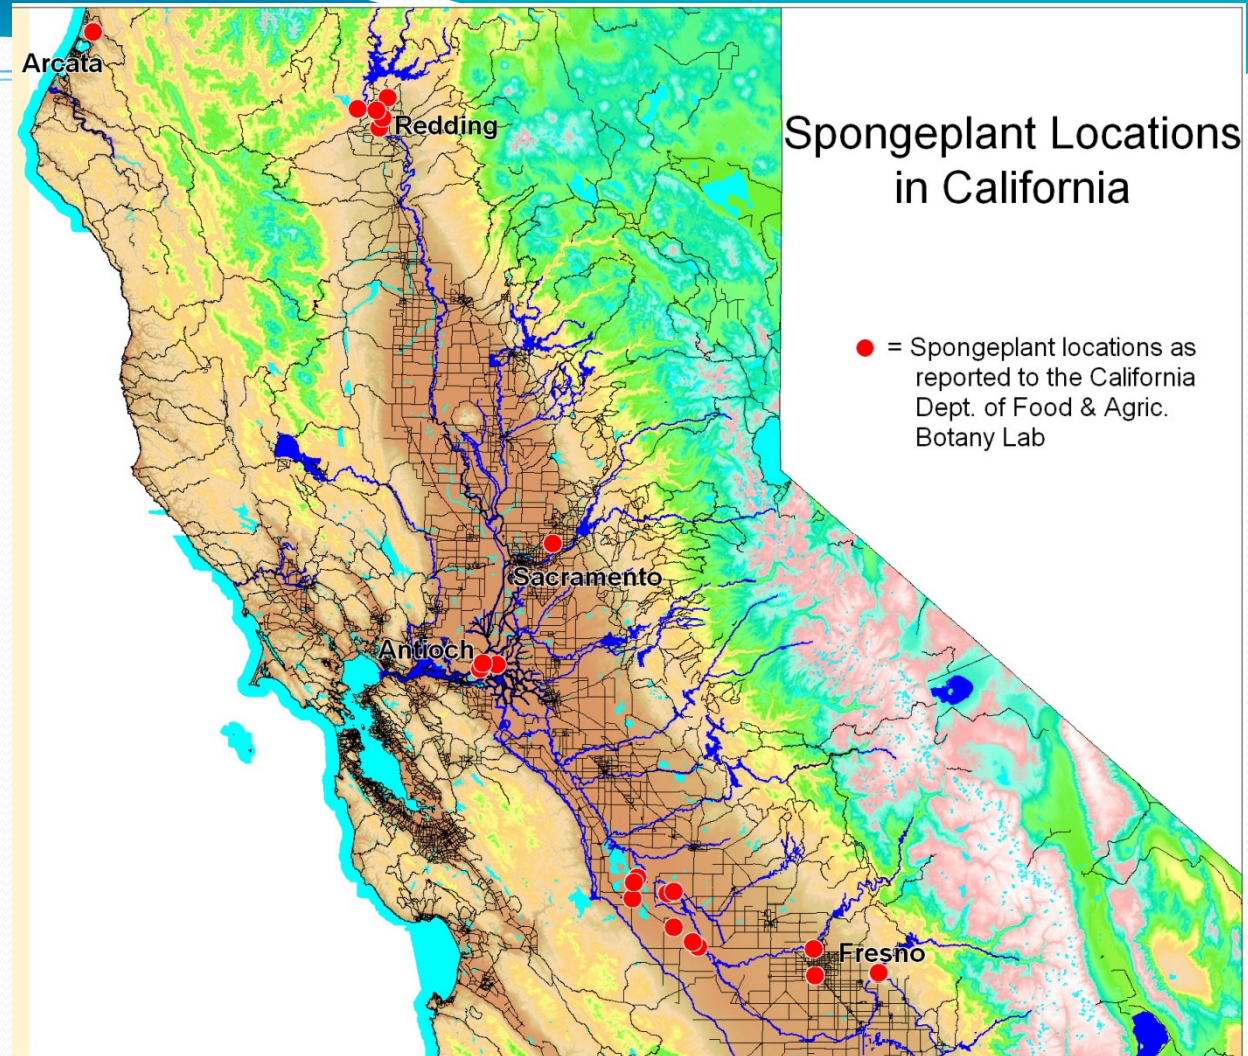 Arcata
Redding
Spongeplant Locations
in California
= Spongeplant locations as
reported to the California
Dept. of Food & Agric.
Botany Lab
Sacramento
Antioch
Fresno